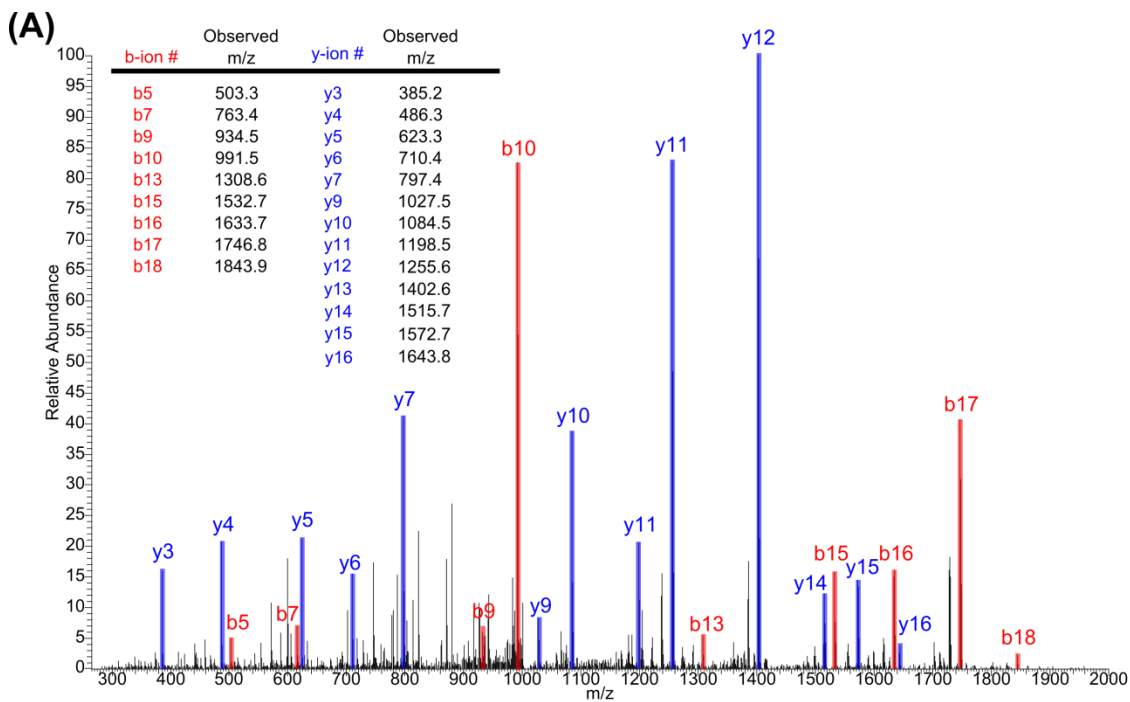 (A)
Observed Observed
b-ion # m/z y-ion # m/z
b5 503.3 y3 385.2
b7 763.4 y4 486.3
b9 934.5 y5 623.3
b10 991.5 y6 710.4
b13 1308.6 y7 797.4
b15 1532.7 y9 1027.5
b16 1633.7 y10 1084.5
b17 1746.8 y11 1198.5
b18 1843.9 y12 1255.6
y13 1402.6
y14 1515.7
y15 1572.7
y16 1643.8
y12
y11
b10
y7
y10
b17
y3
y4
b5
y5
b7
y6
b9
y9
y11
b13
y14
b15
y15
b16
y16
b18
Relative Abundance
100
95
90
85
80
75
70
65
60
55
50
45
40
35
30
25
20
15
10
5
0
300 400 500 600 700 800 900 1000 1100 1200 1300 1400 1500 1600 1700 1800 1900 2000
m/z